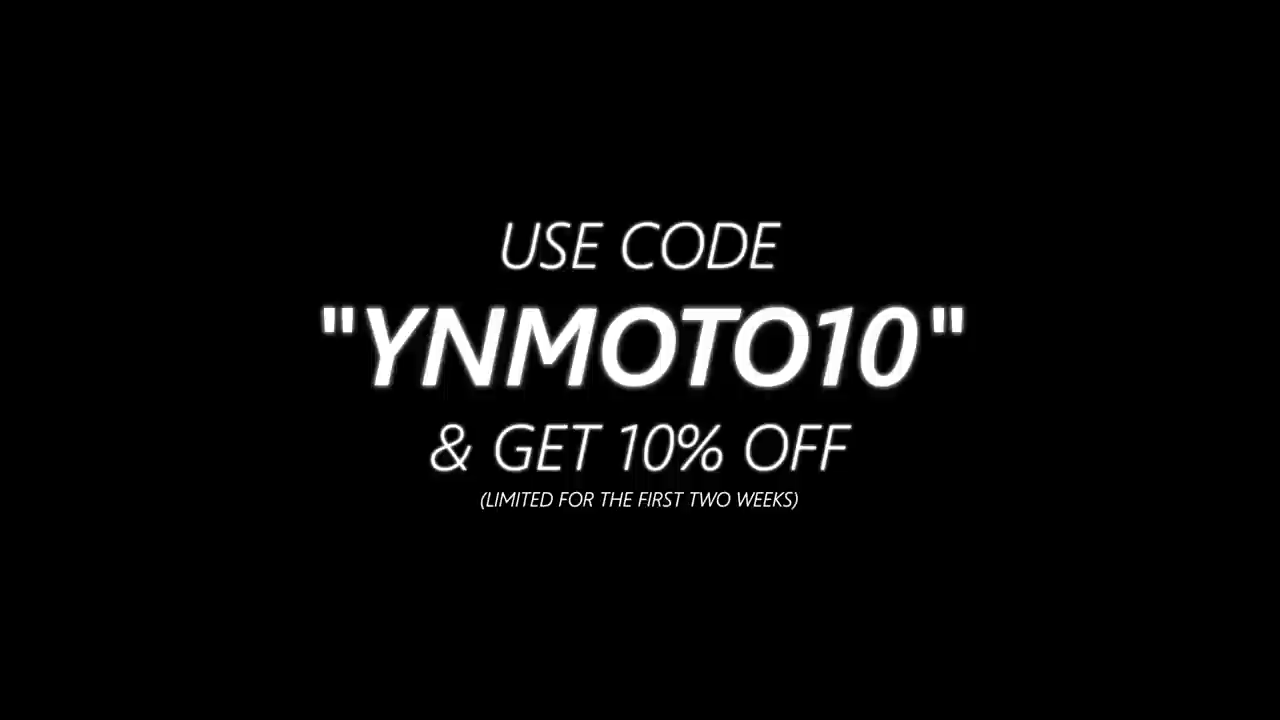 USE CODE
"YNMOTO10"
& GET 10% OFF
(LIMITED FOR THE FIRST TWO WEEKS)